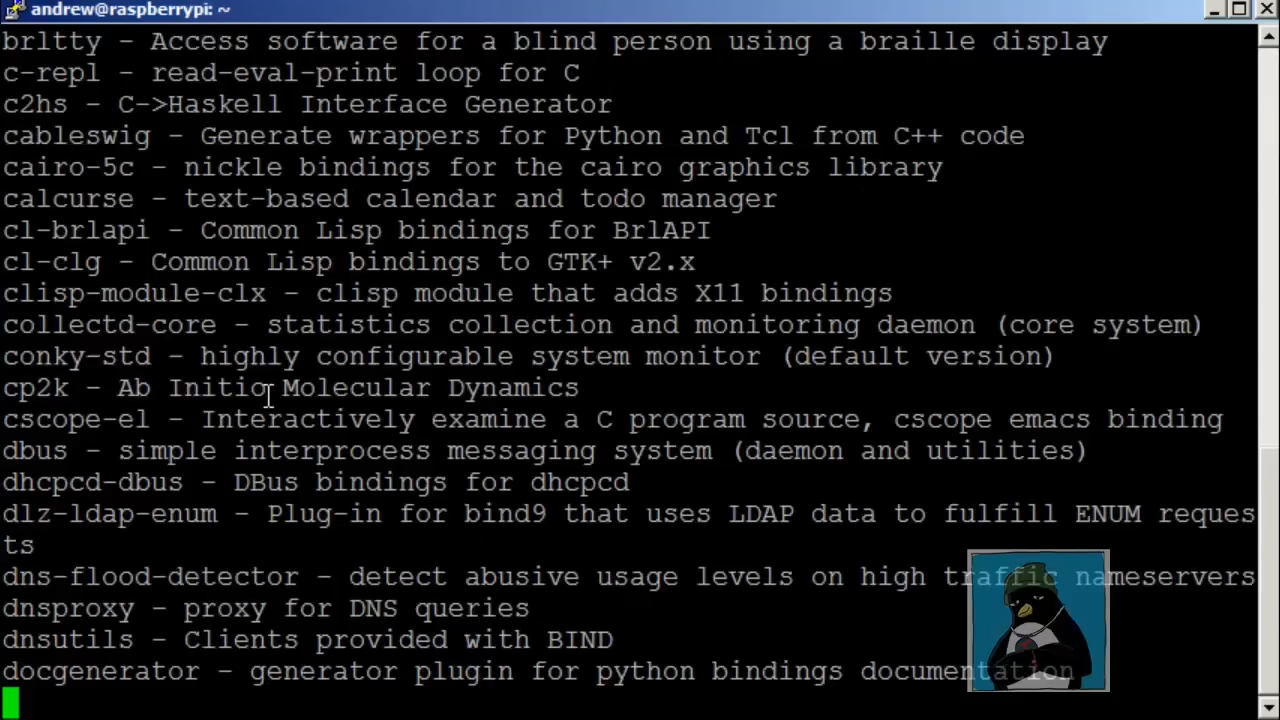 andrew@raspberrypi: ~
brltty - Access software for a blind person using a braille display
c-repl - read-eval-print loop for C
c2hs - C->Haskell Interface Generator
cableswig - Generate wrappers for Python and Tcl from C++ code
cairo-5c - nickle bindings for the cairo graphics library
calcurse - text-based calendar and todo manager
cl-brlapi - Common Lisp bindings for BrlAPI
cl-clg - Common Lisp bindings to GTK+ v2.x
clisp-module-clx - clisp module that adds X11 bindings
collectd-core - statistics collection and monitoring daemon (core system)
conky-std - highly configurable system monitor (default version)
cp2k - Ab Initio Molecular Dynamics
cscope-el - Interactively examine a C program source, cscope emacs binding
dbus - simple interprocess messaging system (daemon and utilities)
dhcpcd-dbus - DBus bindings for dhcpcd
dlz-ldap-enum - Plug-in for bind9 that uses LDAP data to fulfill ENUM reques
ts
dns-flood-detector - detect abusive usage levels on high traffic nameservers
dnsproxy - proxy for DNS queries
dnsutils - Clients provided with BIND
docgenerator - generator plugin for python bindings documentation